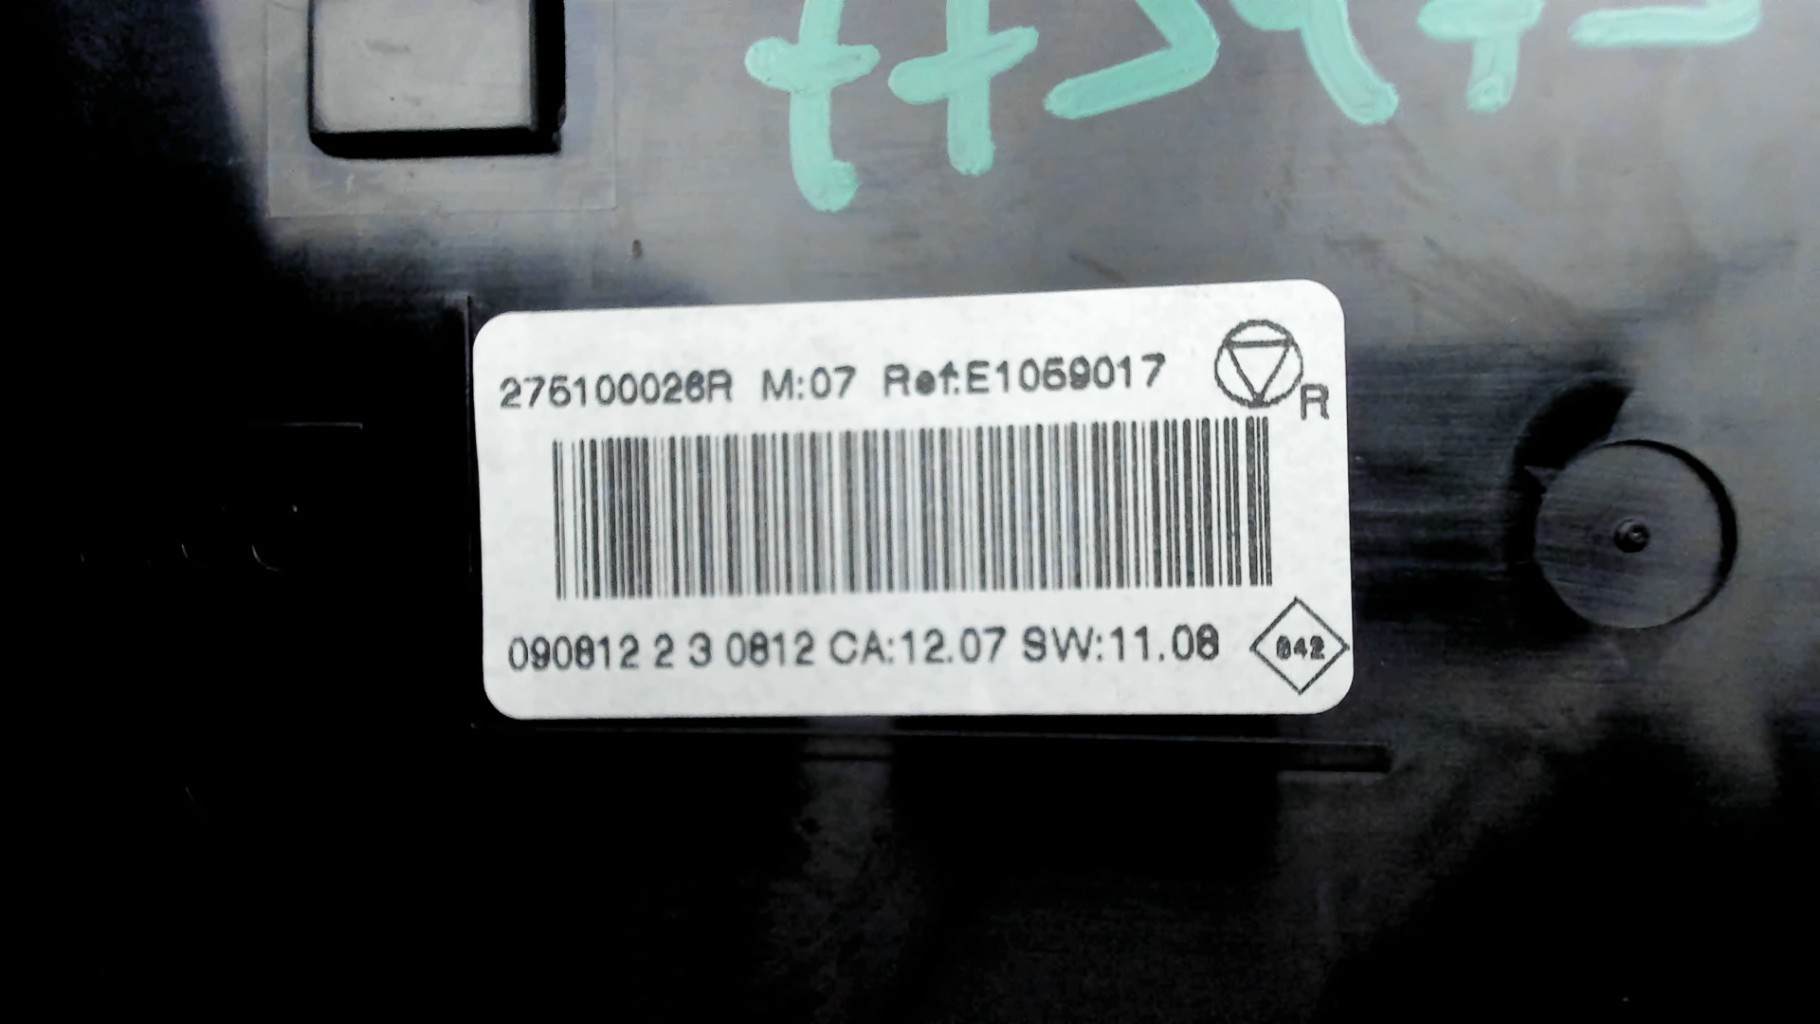 275100026R M:07 Ref:E1059017
R
090812 2 3 0812 CA:12.07 SW:11.08
842